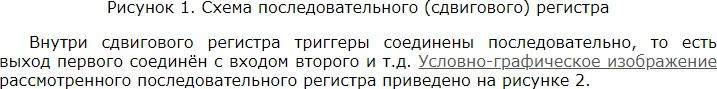 Рисунок 1. Схема последовательного (сдвигового) регистра
Внутри сдвигового регистра триггеры соединены последовательно, то есть
выход первого соединён с входом второго и т.д. Условно-графическое изображение
рассмотренного последовательного регистра приведено на рисунке 2.